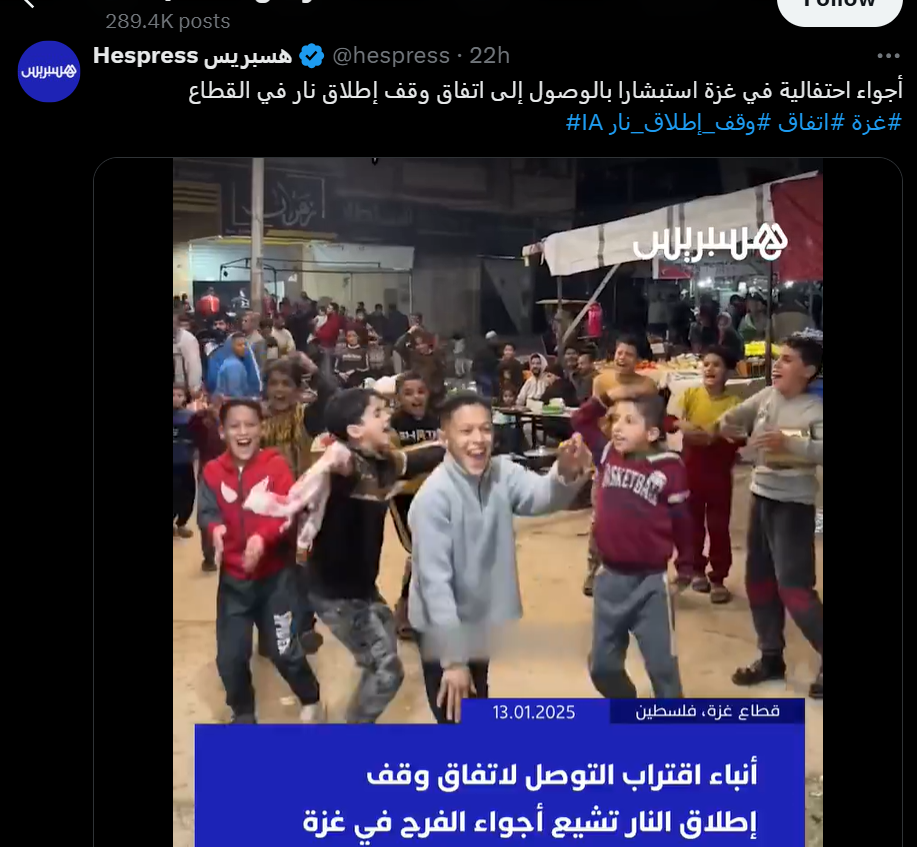 Follow
289.4K posts
Hespress هسبريس @hespress · 22h
هسبريس
أجواء احتفالية في غزة استبشارا بالوصول إلى اتفاق وقف إطلاق نار في القطاع
#غزة #اتفاق #وقف_إطلاق_نار IA#
هسبريس
زهران
BASKETBALL
13.01.2025
قطاع غزة، فلسطين
أنباء اقتراب التوصل لاتفاق وقف
إطلاق النار تشيع أجواء الفرح في غزة